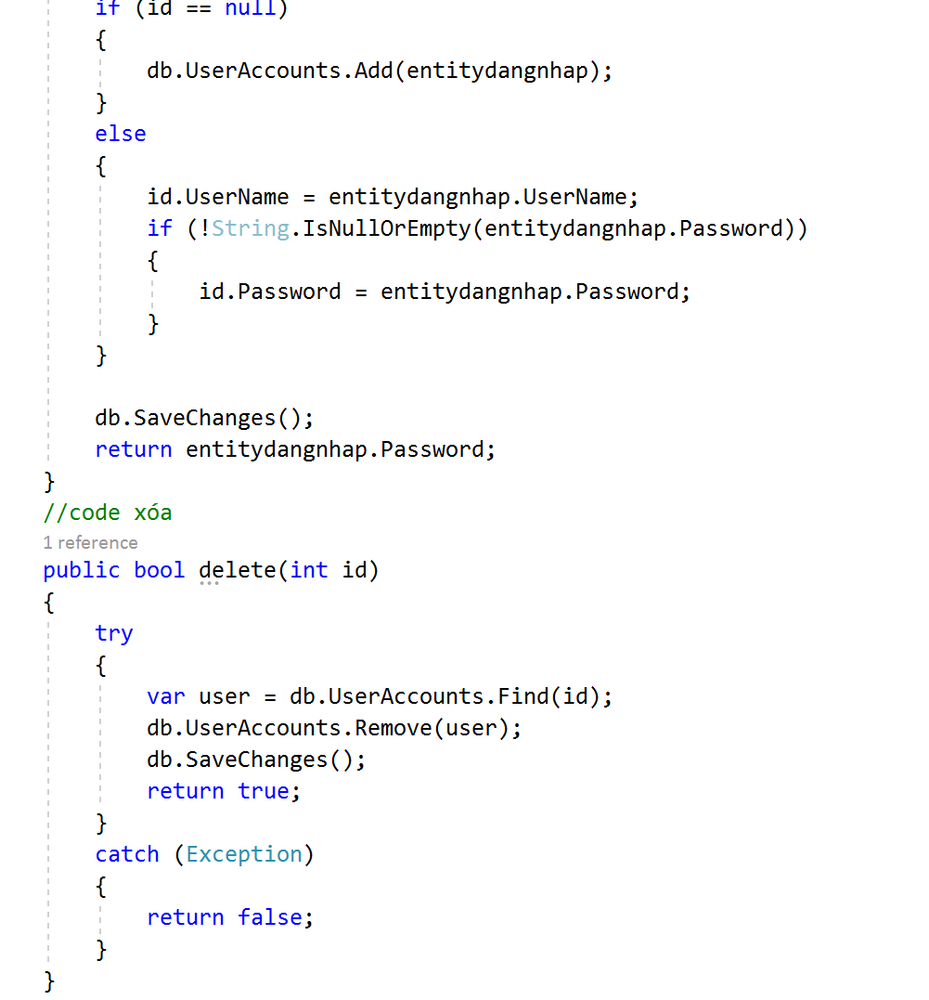 if (id == null)
{
db.UserAccounts.Add(entitydangnhap);
}
else
{
id.UserName = entitydangnhap.UserName;
if (!String.IsNullOrEmpty(entitydangnhap.Password))
{
id.Password = entitydangnhap.Password;
}
}
db.SaveChanges();
return entitydangnhap.Password;
}
//code xóa
1 reference
public bool delete(int id)
{
try
{
var user = db.UserAccounts.Find(id);
db.UserAccounts.Remove(user);
db.SaveChanges();
return true;
}
catch (Exception)
{
return false;
}
}